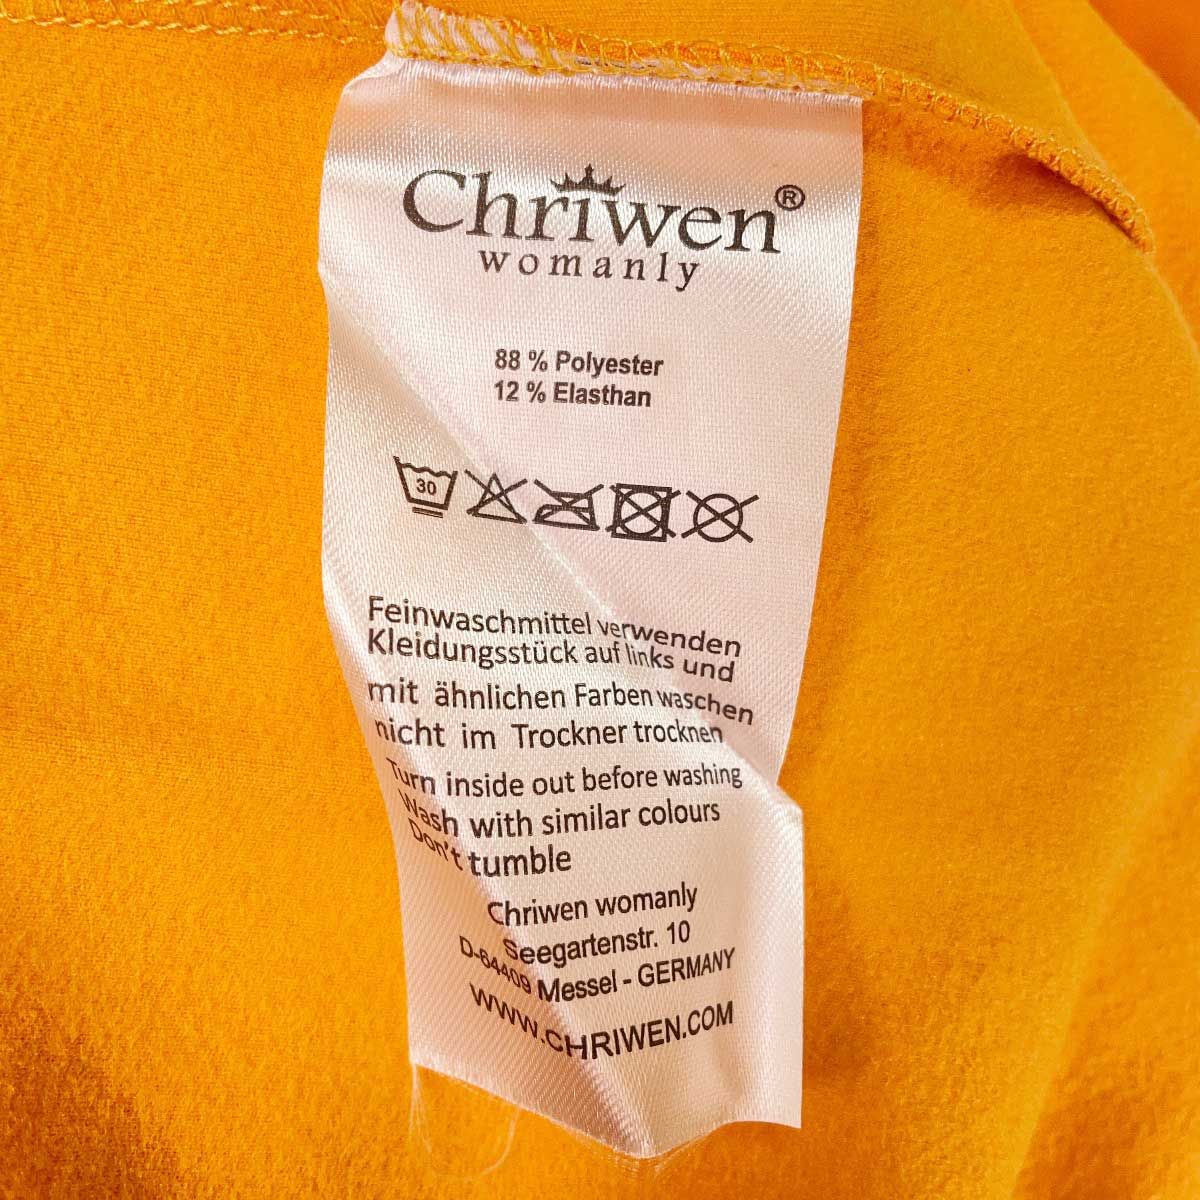 Chriwen®
womanly
88 % Polyester
12 % Elasthan
30
Feinwaschmittel verwenden
Kleidungsstück auf links und
mit ähnlichen Farben waschen
nicht im Trockner trocknen
Turn inside out before washing
Wash with similar colours
Don't tumble
Chriwen womanly
Seegartenstr. 10
D-64409 Messel - GERMANY
WWW.CHRIWEN.COM